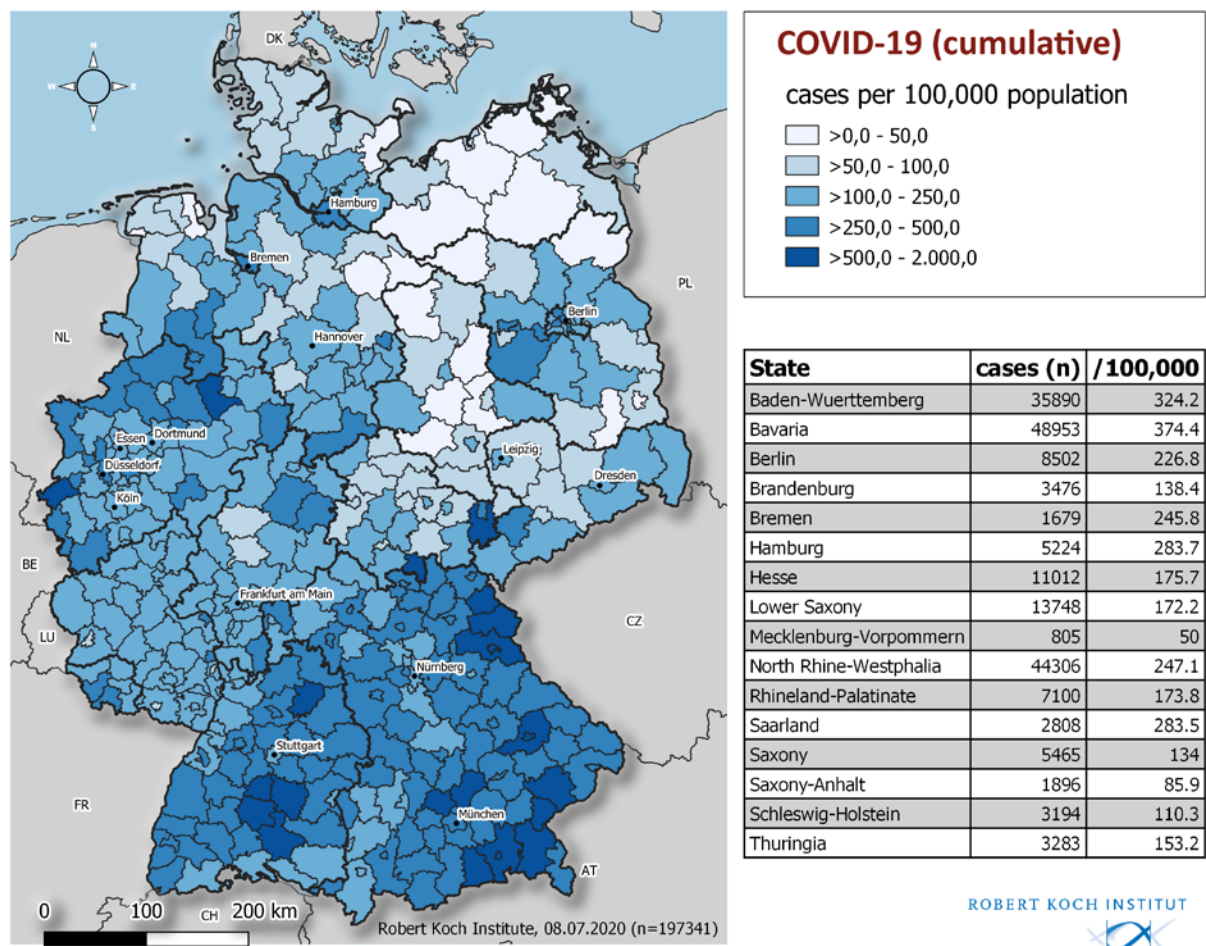 N
W E
S
DK
Hamburg
Bremen
PL
Berlin
NL
Hannover
Essen
Dortmund
Düsseldorf
Leipzig
Dresden
Köln
BE
Frankfurt am Main
LU
CZ
Nürnberg
Stuttgart
FR
München
AT
CH
0 100 200 km
Robert Koch Institute, 08.07.2020 (n=197341)
COVID-19 (cumulative)
cases per 100,000 population
>0,0 - 50,0
>50,0 - 100,0
>100,0 - 250,0
>250,0 - 500,0
>500,0 - 2.000,0
State cases (n) /100,000
Baden-Wuerttemberg 35890 324.2
Bavaria 48953 374.4
Berlin 8502 226.8
Brandenburg 3476 138.4
Bremen 1679 245.8
Hamburg 5224 283.7
Hesse 11012 175.7
Lower Saxony 13748 172.2
Mecklenburg-Vorpommern 805 50
North Rhine-Westphalia 44306 247.1
Rhineland-Palatinate 7100 173.8
Saarland 2808 283.5
Saxony 5465 134
Saxony-Anhalt 1896 85.9
Schleswig-Holstein 3194 110.3
Thuringia 3283 153.2
ROBERT KOCH INSTITUT